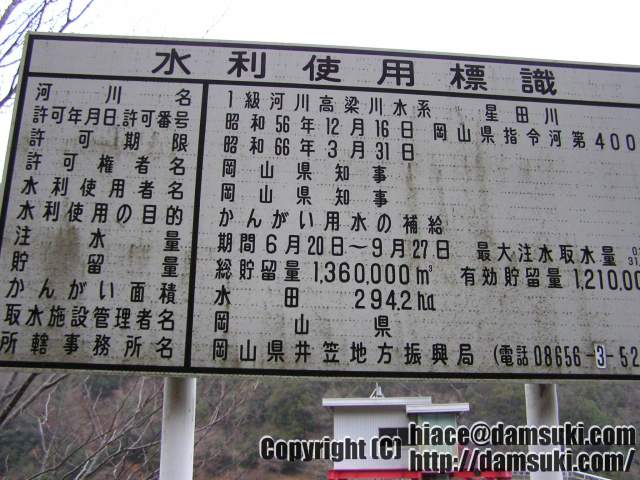 水利使用標識
河川名 1級河川高梁川水系 星田川
許可年月日.許可番号 昭和56年12月16日 岡山県指令河第400
許可期限 昭和66年3月31日
許可権者名 岡山県知事
水利使用者名 岡山県知事
水利使用の目的 かんがい用水の補給
注水量 期間6月20日～9月27日 最大注水取水量
貯留量 総貯留量1,360,000m³ 有効貯留量1,210,00
かんがい面積 水田 294.2ha
取水施設管理者名 岡山県
所轄事務所名 岡山県井笠地方振興局 (電話08656-3-52
Copyright (C) hiace@damsuki.com
http://damsuki.com/